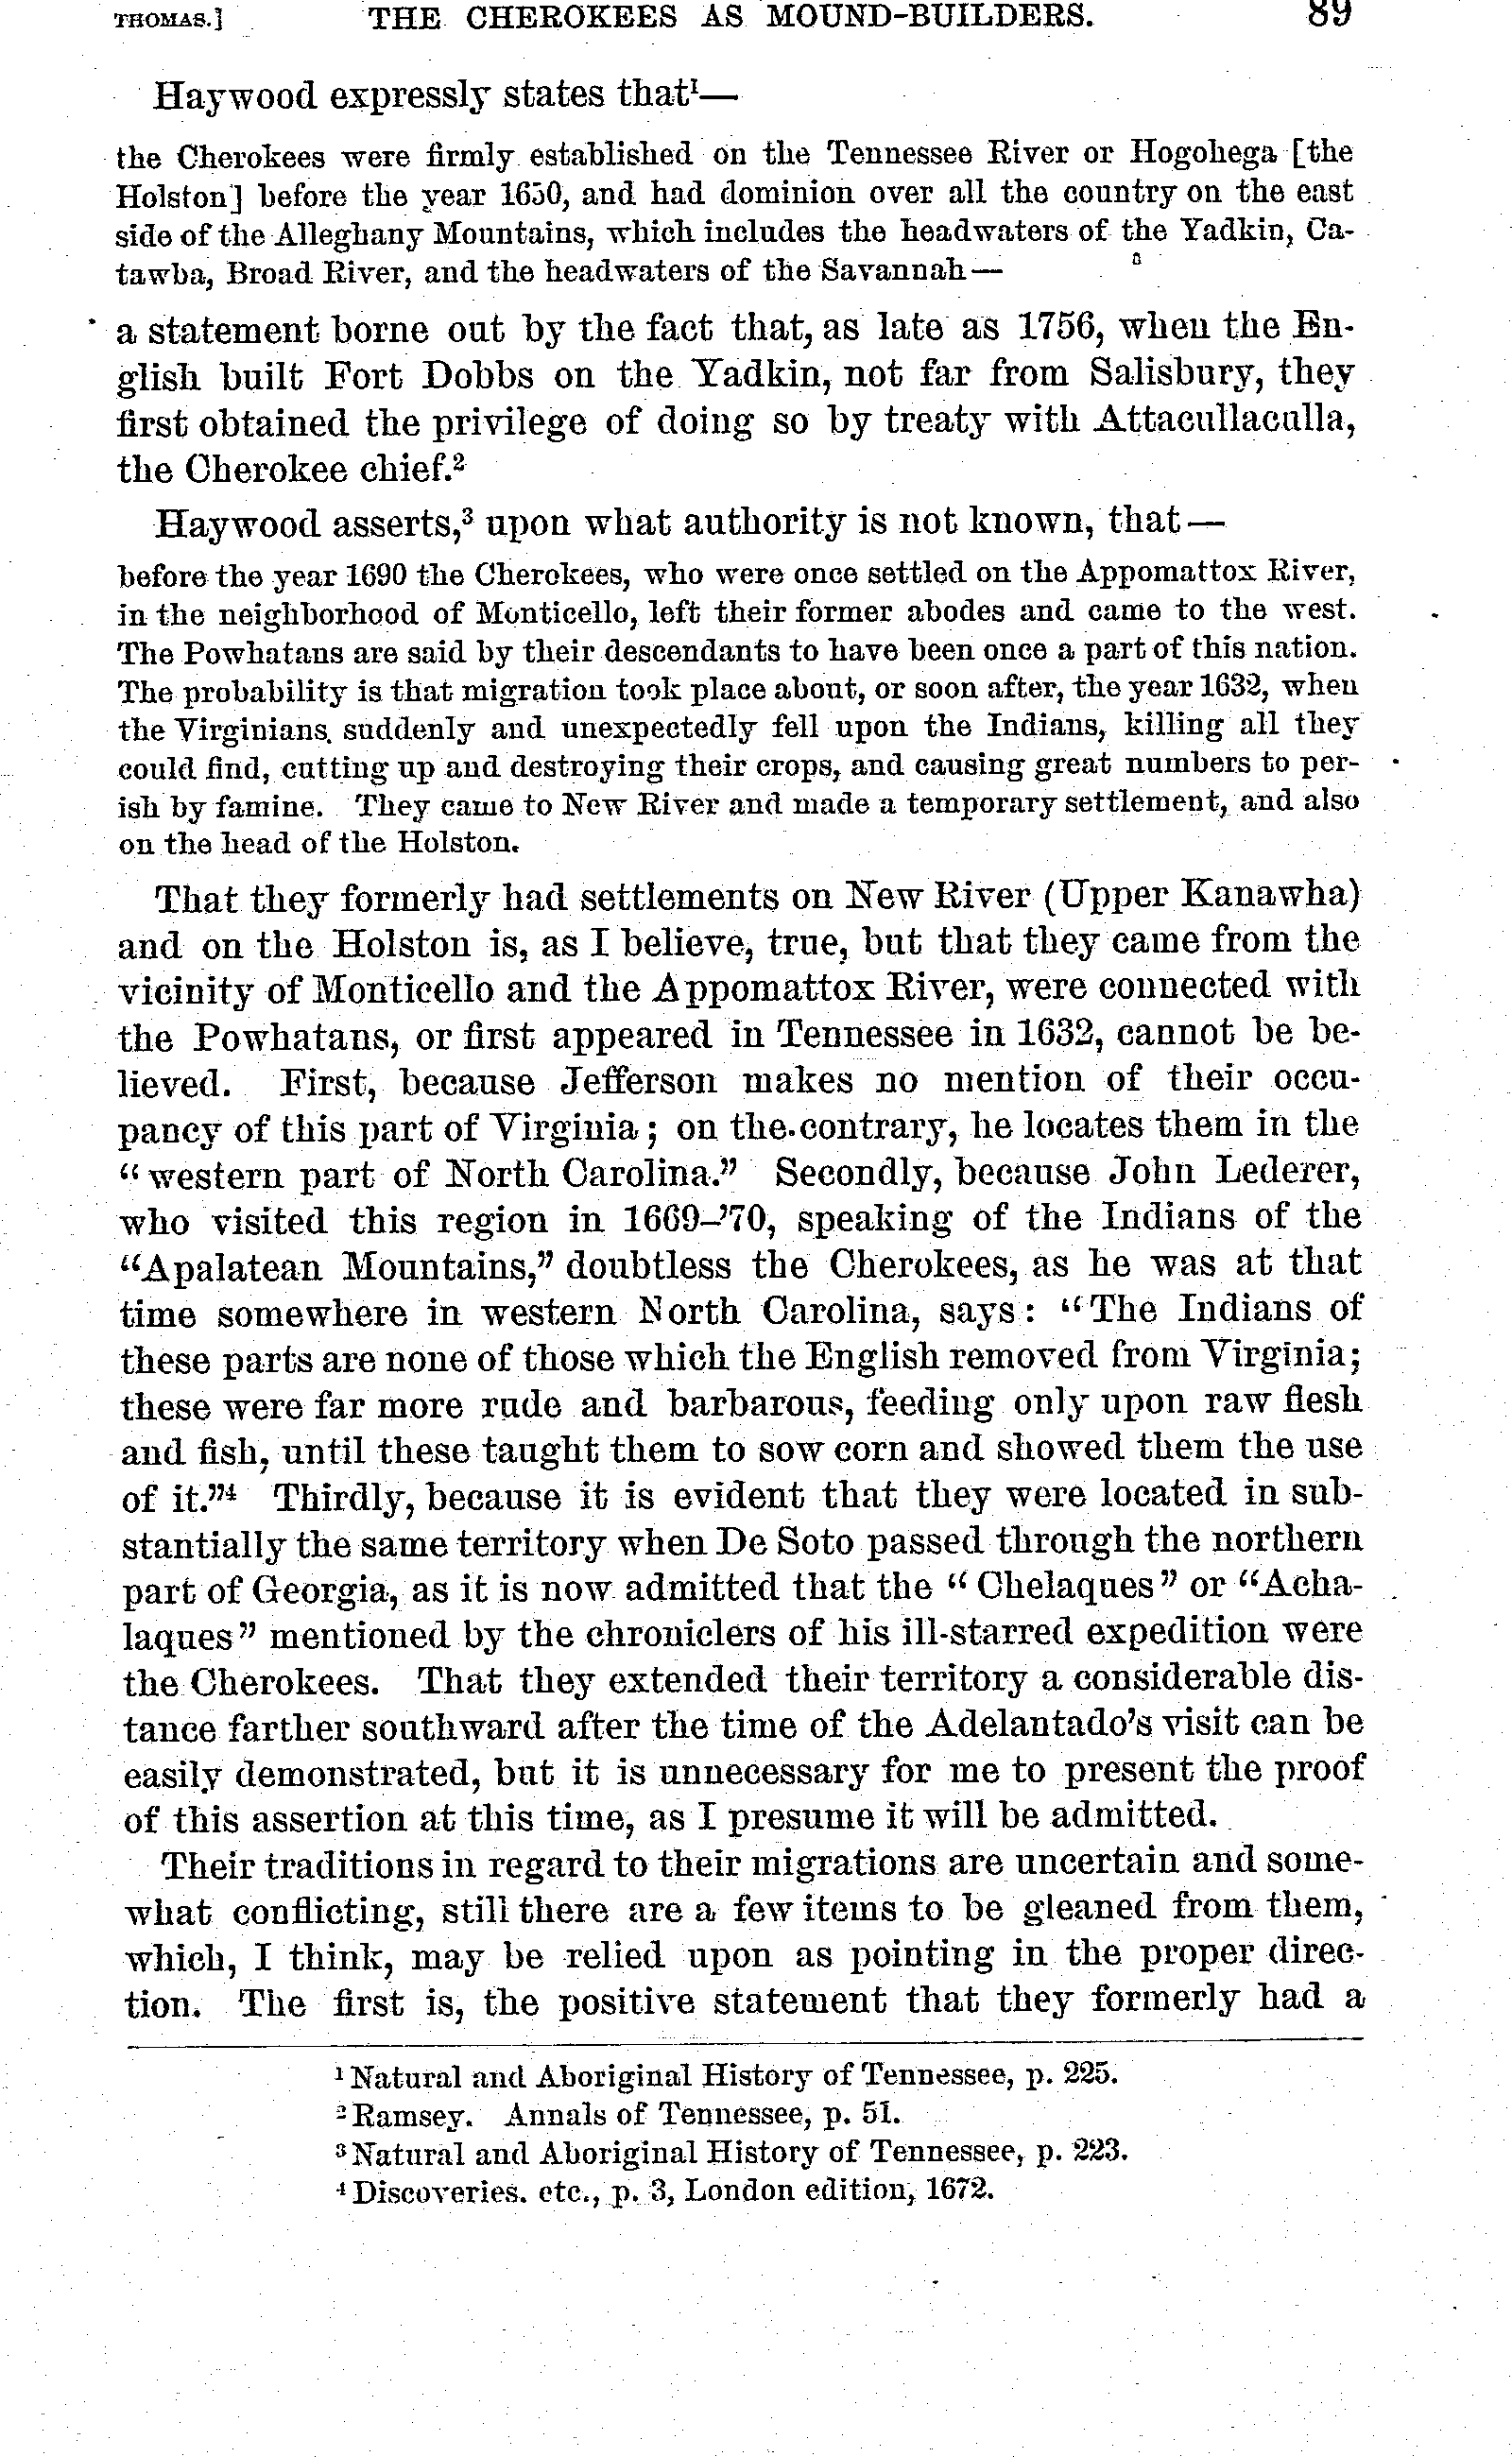 THOMAS.] THE CHEROKEES AS MOUND-BUILDERS. 89
Haywood expressly states that¹—
the Cherokees were firmly established on the Tennessee River or Hogohega [the
Holston] before the year 1650, and had dominion over all the country on the east
side of the Alleghany Mountains, which includes the headwaters of the Yadkin, Ca-
tawba, Broad River, and the headwaters of the Savannah—
a statement borne out by the fact that, as late as 1756, when the En-
glish built Fort Dobbs on the Yadkin, not far from Salisbury, they
first obtained the privilege of doing so by treaty with Attacullaculla,
the Cherokee chief.²
Haywood asserts,³ upon what authority is not known, that—
before the year 1690 the Cherokees, who were once settled on the Appomattox River,
in the neighborhood of Monticello, left their former abodes and came to the west.
The Powhatans are said by their descendants to have been once a part of this nation.
The probability is that migration took place about, or soon after, the year 1632, when
the Virginians suddenly and unexpectedly fell upon the Indians, killing all they
could find, cutting up and destroying their crops, and causing great numbers to per-
ish by famine. They came to New River and made a temporary settlement, and also
on the head of the Holston.
That they formerly had settlements on New River (Upper Kanawha)
and on the Holston is, as I believe, true, but that they came from the
vicinity of Monticello and the Appomattox River, were connected with
the Powhatans, or first appeared in Tennessee in 1632, cannot be be-
lieved. First, because Jefferson makes no mention of their occu-
pancy of this part of Virginia; on the contrary, he locates them in the
"western part of North Carolina." Secondly, because John Lederer,
who visited this region in 1669–'70, speaking of the Indians of the
"Apalatean Mountains," doubtless the Cherokees, as he was at that
time somewhere in western North Carolina, says: "The Indians of
these parts are none of those which the English removed from Virginia;
these were far more rude and barbarous, feeding only upon raw flesh
and fish, until these taught them to sow corn and showed them the use
of it."⁴ Thirdly, because it is evident that they were located in sub-
stantially the same territory when De Soto passed through the northern
part of Georgia, as it is now admitted that the "Chelaques" or "Acha-
laques" mentioned by the chroniclers of his ill-starred expedition were
the Cherokees. That they extended their territory a considerable dis-
tance farther southward after the time of the Adelantado's visit can be
easily demonstrated, but it is unnecessary for me to present the proof
of this assertion at this time, as I presume it will be admitted.
Their traditions in regard to their migrations are uncertain and some-
what conflicting, still there are a few items to be gleaned from them,
which, I think, may be relied upon as pointing in the proper direc-
tion. The first is, the positive statement that they formerly had a
¹ Natural and Aboriginal History of Tennessee, p. 225.
² Ramsey. Annals of Tennessee, p. 51.
³ Natural and Aboriginal History of Tennessee, p. 223.
⁴ Discoveries. etc., p. 3, London edition, 1672.